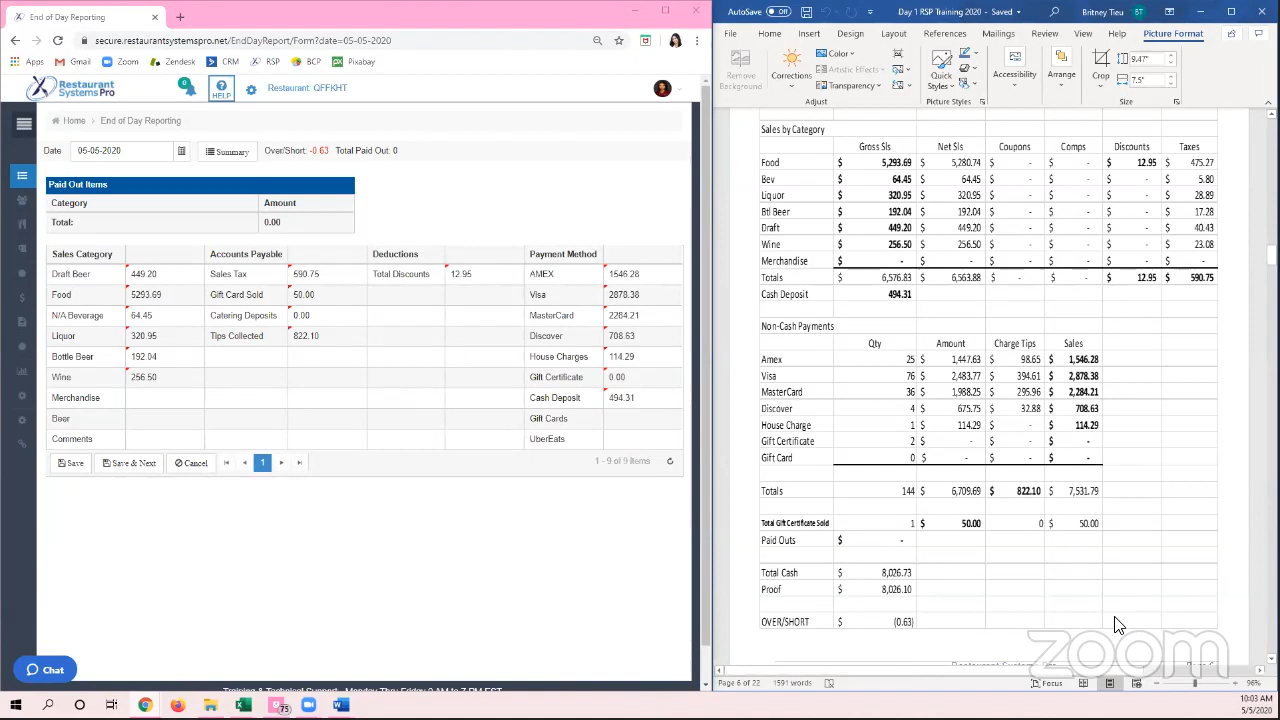 End of Day Reporting
secure.restaurantsystemspro.net/EndDayReport/Form?date=05-05-2020
Apps Gmail Zoom Zendesk CRM RSP BCP Pixabay
Restaurant Systems Pro
HELP
Restaurant: QFFKHT
Home > End of Day Reporting
Date 05-05-2020 Summary Over/Short: -0.63 Total Paid Out: 0
Paid Out Items
Category Amount
Total: 0.00
Sales Category Accounts Payable Deductions Payment Method
Draft Beer 449.20 Sales Tax 590.75 Total Discounts 12.95 AMEX 1546.28
Food 5293.69 Gift Card Sold 50.00 Visa 2878.38
N/A Beverage 64.45 Catering Deposits 0.00 MasterCard 2284.21
Liquor 320.95 Tips Collected 822.10 Discover 708.63
Bottle Beer 192.04 House Charges 114.29
Wine 256.50 Gift Certificate 0.00
Merchandise Cash Deposit 494.31
Beer Gift Cards
Comments UberEats
Save Save & Next Cancel 1 1 - 9 of 9 Items
Chat
75
AutoSave Off Day 1 RSP Training 2020 - Saved Britney Tieu BT
File Home Insert Design Layout References Mailings Review View Help Picture Format
Remove Background Corrections Color Artistic Effects Transparency Quick Styles Accessibility Arrange Crop 9.47" 7.5"
Adjust Picture Styles Size
Sales by Category
Gross Sls Net Sls Coupons Comps Discounts Taxes
Food $ 5,293.69 $ 5,280.74 $ - $ - $ 12.95 $ 475.27
Bev $ 64.45 $ 64.45 $ - $ - $ - $ 5.80
Liquor $ 320.95 $ 320.95 $ - $ - $ - $ 28.89
Btl Beer $ 192.04 $ 192.04 $ - $ - $ - $ 17.28
Draft $ 449.20 $ 449.20 $ - $ - $ - $ 40.43
Wine $ 256.50 $ 256.50 $ - $ - $ - $ 23.08
Merchandise $ - $ - $ - $ - $ - $ -
Totals $ 6,576.83 $ 6,563.88 $ - $ - $ 12.95 $ 590.75
Cash Deposit 494.31
Non-Cash Payments
Qty Amount Charge Tips Sales
Amex 25 $ 1,447.63 $ 98.65 $ 1,546.28
Visa 76 $ 2,483.77 $ 394.61 $ 2,878.38
MasterCard 36 $ 1,988.25 $ 295.96 $ 2,284.21
Discover 4 $ 675.75 $ 32.88 $ 708.63
House Charge 1 $ 114.29 $ - $ 114.29
Gift Certificate 2 $ - $ - $ -
Gift Card 0 $ - $ - $ -
Totals 144 $ 6,709.69 $ 822.10 $ 7,531.79
Total Gift Certificate Sold 1 $ 50.00 0 $ 50.00
Paid Outs $ -
Total Cash $ 8,026.73
Proof $ 8,026.10
OVER/SHORT $ (0.63)
zoom
Page 6 of 22 1591 words Focus 96%
10:03 AM
5/5/2020